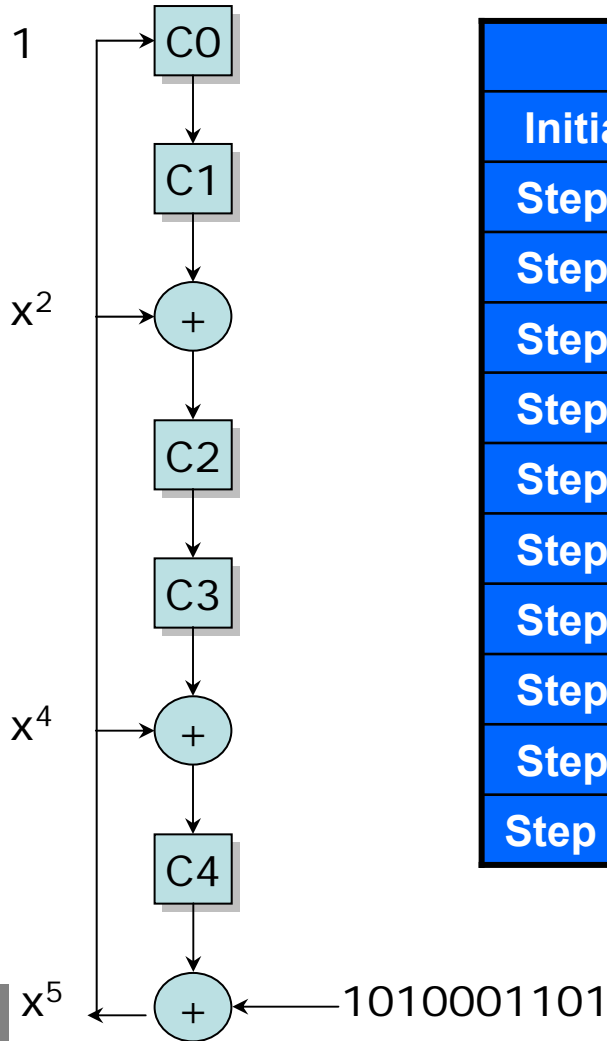 1
C0
C1
x²
+
C2
C3
x⁴
+
C4
x⁵
+
1010001101
Initia
Step
Step
Step
Step
Step
Step
Step
Step
Step
Step